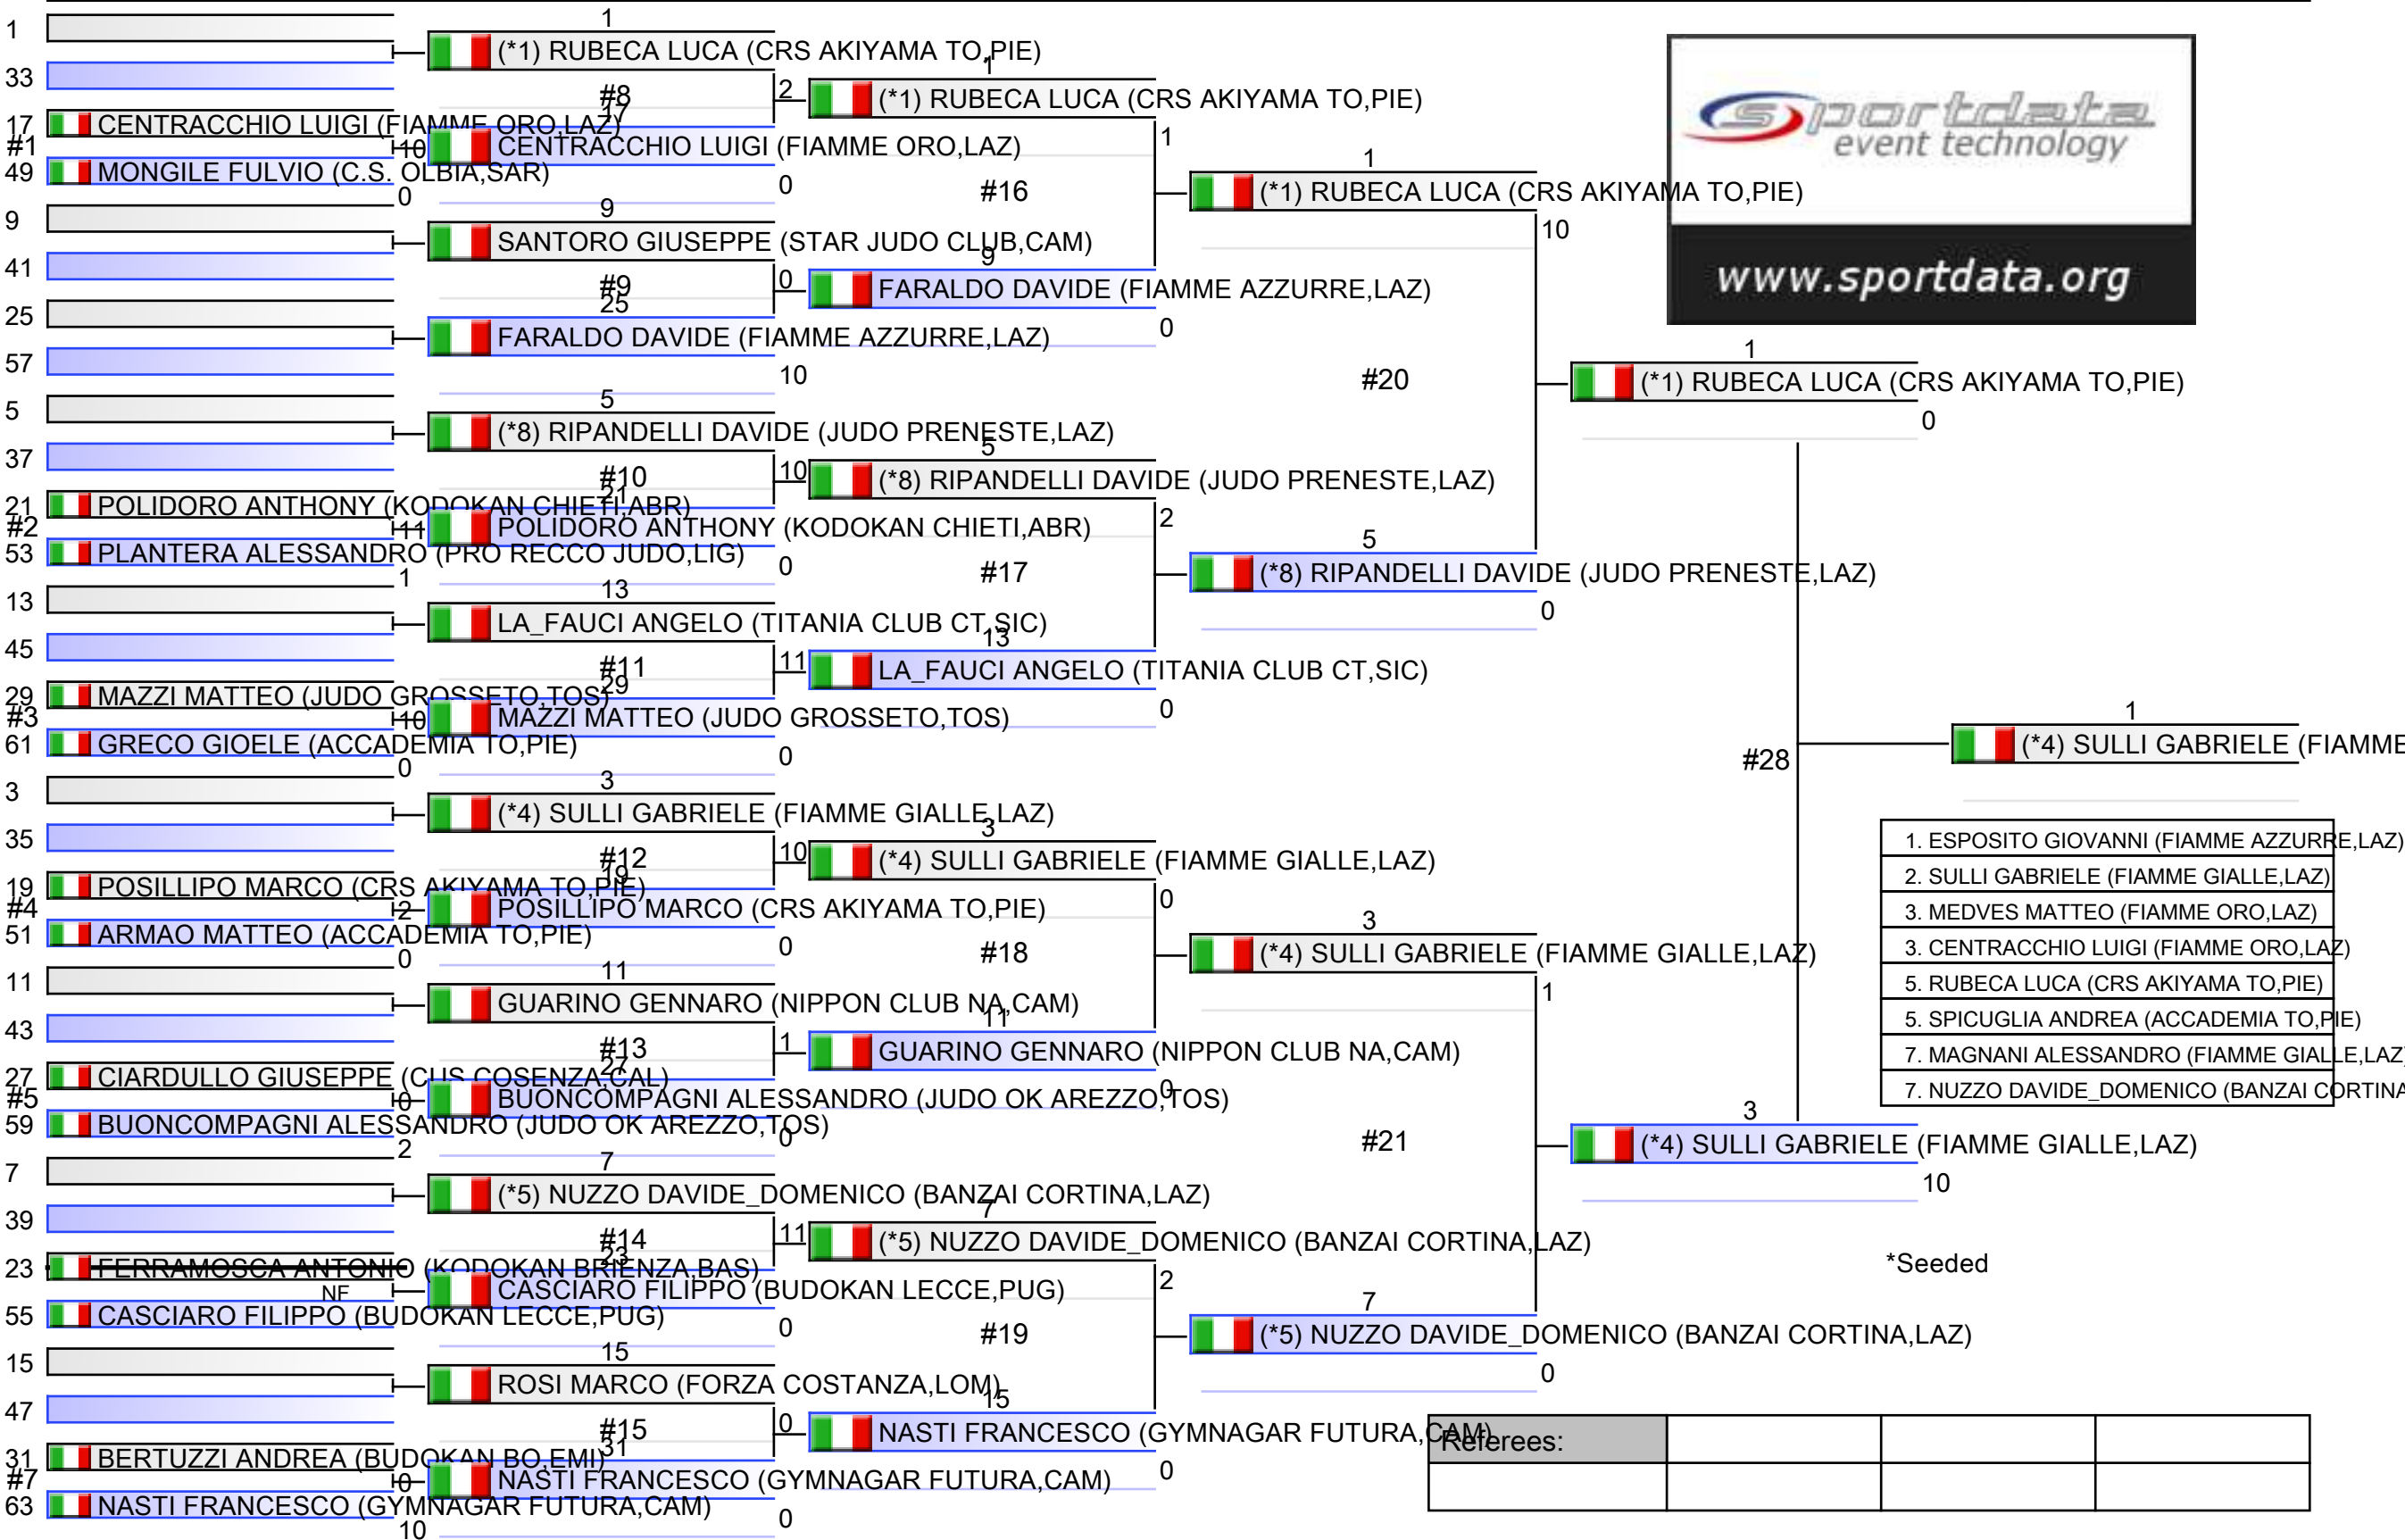 1
33
17 CENTRACCHIO LUIGI (FIAMME ORO,LAZ)
#1
10
49 MONGILE FULVIO (C.S. OLBIA,SAR)
0
9
41
25
57
5
37
21 POLIDORO ANTHONY (KODOKAN CHIETI,ABR)
#2
11
53 PLANTERA ALESSANDRO (PRO RECCO JUDO,LIG)
1
13
45
29 MAZZI MATTEO (JUDO GROSSETO,TOS)
#3
10
61 GRECO GIOELE (ACCADEMIA TO,PIE)
0
3
35
19 POSILLIPO MARCO (CRS AKIYAMA TO,PIE)
#4
2
51 ARMAO MATTEO (ACCADEMIA TO,PIE)
0
11
43
27 CIARDULLO GIUSEPPE (CUS COSENZA,CAL)
#5
0
59 BUONCOMPAGNI ALESSANDRO (JUDO OK AREZZO,TOS)
2
7
39
23 FERRAMOSCA ANTONIO (KODOKAN BRIENZA,BAS)
NF
55 CASCIARO FILIPPO (BUDOKAN LECCE,PUG)
15
47
31 BERTUZZI ANDREA (BUDOKAN BO,EMI)
#7
0
63 NASTI FRANCESCO (GYMNAGAR FUTURA,CAM)
10
1
(*1) RUBECA LUCA (CRS AKIYAMA TO,PIE)
#8
2
17
CENTRACCHIO LUIGI (FIAMME ORO,LAZ)
0
9
SANTORO GIUSEPPE (STAR JUDO CLUB,CAM)
#9
0
25
FARALDO DAVIDE (FIAMME AZZURRE,LAZ)
10
5
(*8) RIPANDELLI DAVIDE (JUDO PRENESTE,LAZ)
#10
10
21
POLIDORO ANTHONY (KODOKAN CHIETI,ABR)
0
13
LA_FAUCI ANGELO (TITANIA CLUB CT,SIC)
#11
11
29
MAZZI MATTEO (JUDO GROSSETO,TOS)
0
3
(*4) SULLI GABRIELE (FIAMME GIALLE,LAZ)
#12
10
19
POSILLIPO MARCO (CRS AKIYAMA TO,PIE)
0
11
GUARINO GENNARO (NIPPON CLUB NA,CAM)
#13
1
27
BUONCOMPAGNI ALESSANDRO (JUDO OK AREZZO,TOS)
0
7
(*5) NUZZO DAVIDE_DOMENICO (BANZAI CORTINA,LAZ)
#14
11
23
CASCIARO FILIPPO (BUDOKAN LECCE,PUG)
0
15
ROSI MARCO (FORZA COSTANZA,LOM)
#15
0
31
NASTI FRANCESCO (GYMNAGAR FUTURA,CAM)
0
1
(*1) RUBECA LUCA (CRS AKIYAMA TO,PIE)
1
#16
9
FARALDO DAVIDE (FIAMME AZZURRE,LAZ)
0
5
(*8) RIPANDELLI DAVIDE (JUDO PRENESTE,LAZ)
2
#17
13
LA_FAUCI ANGELO (TITANIA CLUB CT,SIC)
0
3
(*4) SULLI GABRIELE (FIAMME GIALLE,LAZ)
0
#18
11
GUARINO GENNARO (NIPPON CLUB NA,CAM)
0
7
(*5) NUZZO DAVIDE_DOMENICO (BANZAI CORTINA,LAZ)
2
#19
15
NASTI FRANCESCO (GYMNAGAR FUTURA,CAM)
0
1
(*1) RUBECA LUCA (CRS AKIYAMA TO,PIE)
10
#20
5
(*8) RIPANDELLI DAVIDE (JUDO PRENESTE,LAZ)
0
3
(*4) SULLI GABRIELE (FIAMME GIALLE,LAZ)
1
#21
7
(*5) NUZZO DAVIDE_DOMENICO (BANZAI CORTINA,LAZ)
0
1
(*1) RUBECA LUCA (CRS AKIYAMA TO,PIE)
0
#28
3
(*4) SULLI GABRIELE (FIAMME GIALLE,LAZ)
10
1
(*4) SULLI GABRIELE (FIAMME
sportdata
event technology
www.sportdata.org
1. ESPOSITO GIOVANNI (FIAMME AZZURRE,LAZ)
2. SULLI GABRIELE (FIAMME GIALLE,LAZ)
3. MEDVES MATTEO (FIAMME ORO,LAZ)
3. CENTRACCHIO LUIGI (FIAMME ORO,LAZ)
5. RUBECA LUCA (CRS AKIYAMA TO,PIE)
5. SPICUGLIA ANDREA (ACCADEMIA TO,PIE)
7. MAGNANI ALESSANDRO (FIAMME GIALLE,LAZ)
7. NUZZO DAVIDE_DOMENICO (BANZAI CORTINA
*Seeded
Referees: